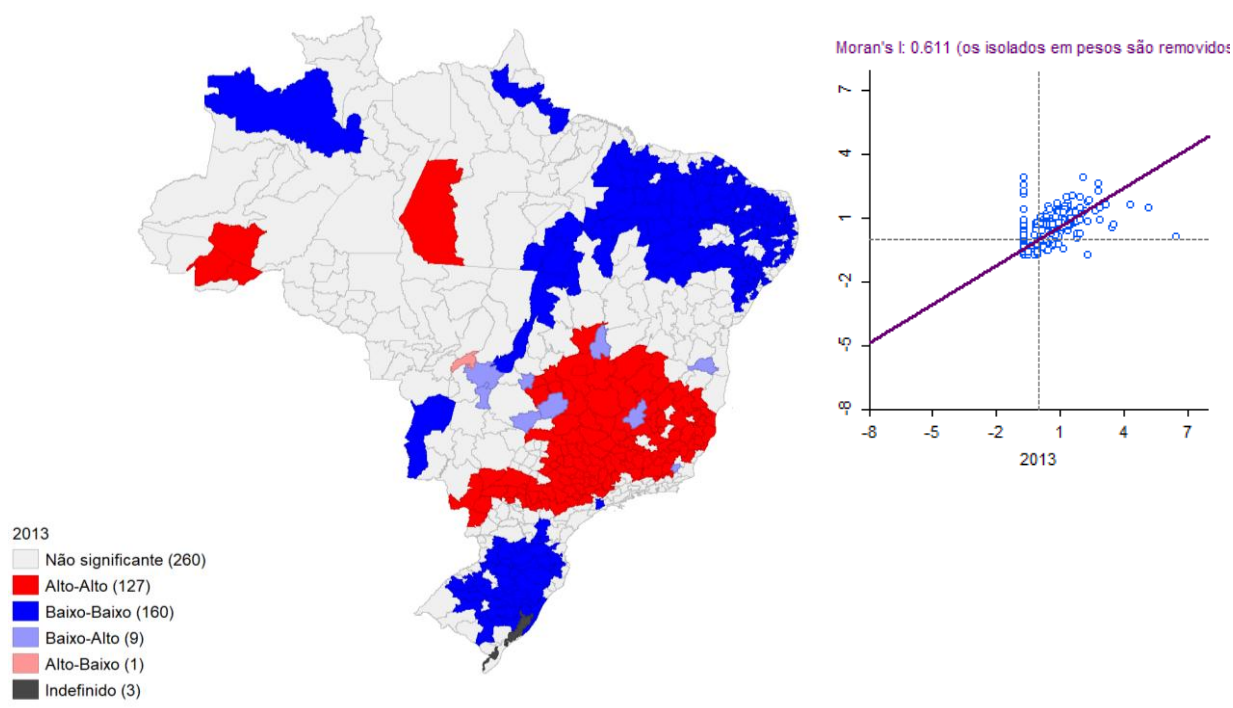 Moran's I: 0.611 (os isolados em pesos são removidos
7
4
1
-2
-5
-8
-8 -5 -2 1 4 7
2013
2013
Não significante (260)
Alto-Alto (127)
Baixo-Baixo (160)
Baixo-Alto (9)
Alto-Baixo (1)
Indefinido (3)